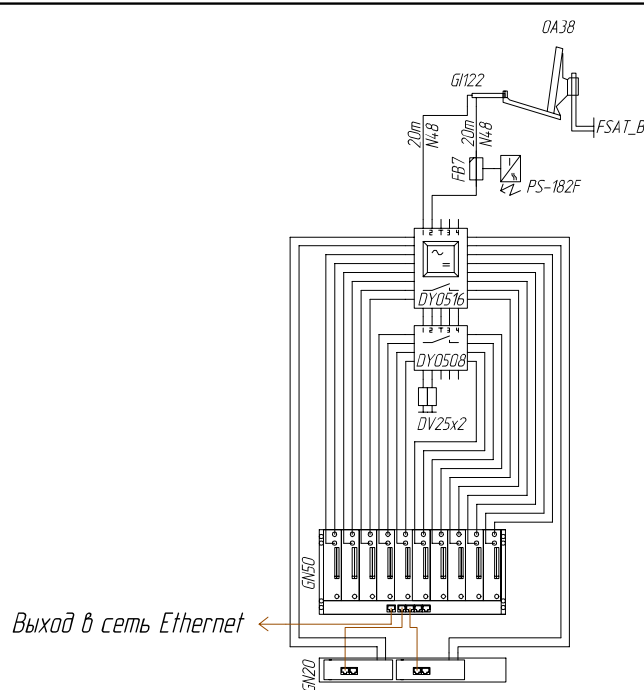 OA38
GI122
FSAT_B
20m
N48
20m
N48
FB7
PS-182F
1 2 T 3 4
DY0516
1 2 T 3 4
DY0508
DV25x2
GN50
Выход в сеть Ethernet
GN20